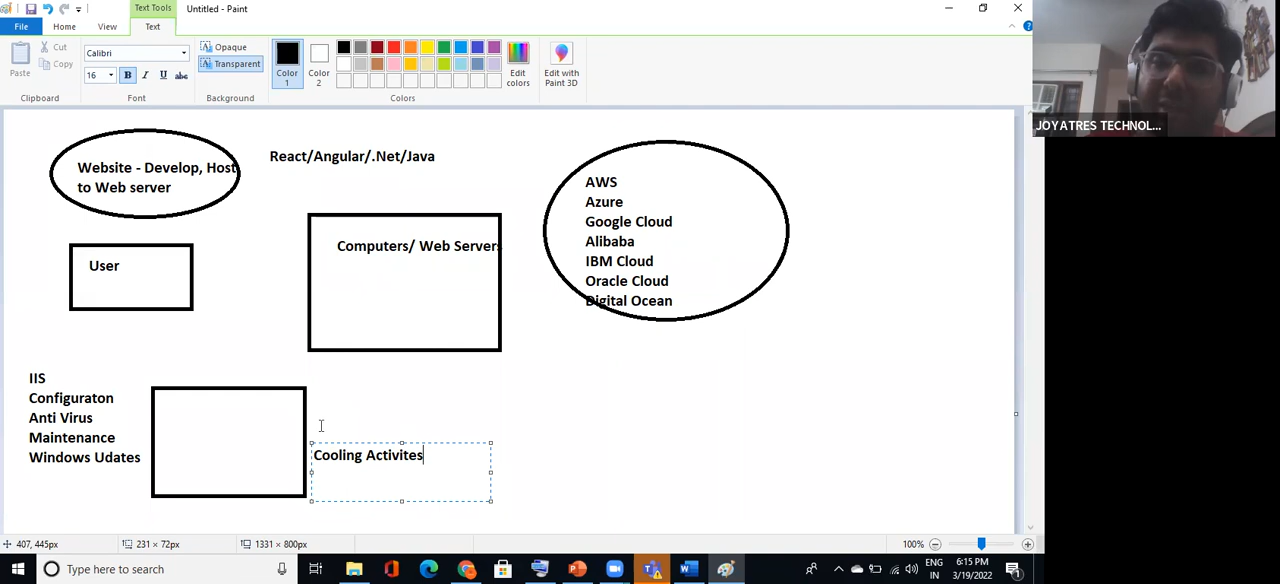 Text Tools
Untitled - Paint
File
Home
View
Text
Paste
Cut
Copy
Clipboard
Calibri
16
B I U abc
Font
Opaque
Transparent
Background
Color 1
Color 2
Edit colors
Edit with Paint 3D
Colors
JOYATRES TECHNOL...
Website - Develop, Host
to Web server
React/Angular/.Net/Java
User
Computers/ Web Servers
AWS
Azure
Google Cloud
Alibaba
IBM Cloud
Oracle Cloud
Digital Ocean
IIS
Configuraton
Anti Virus
Maintenance
Windows Udates
Cooling Activites
407, 445px
231 × 72px
1331 × 800px
100%
Type here to search
ENG
IN
6:15 PM
3/19/2022
1